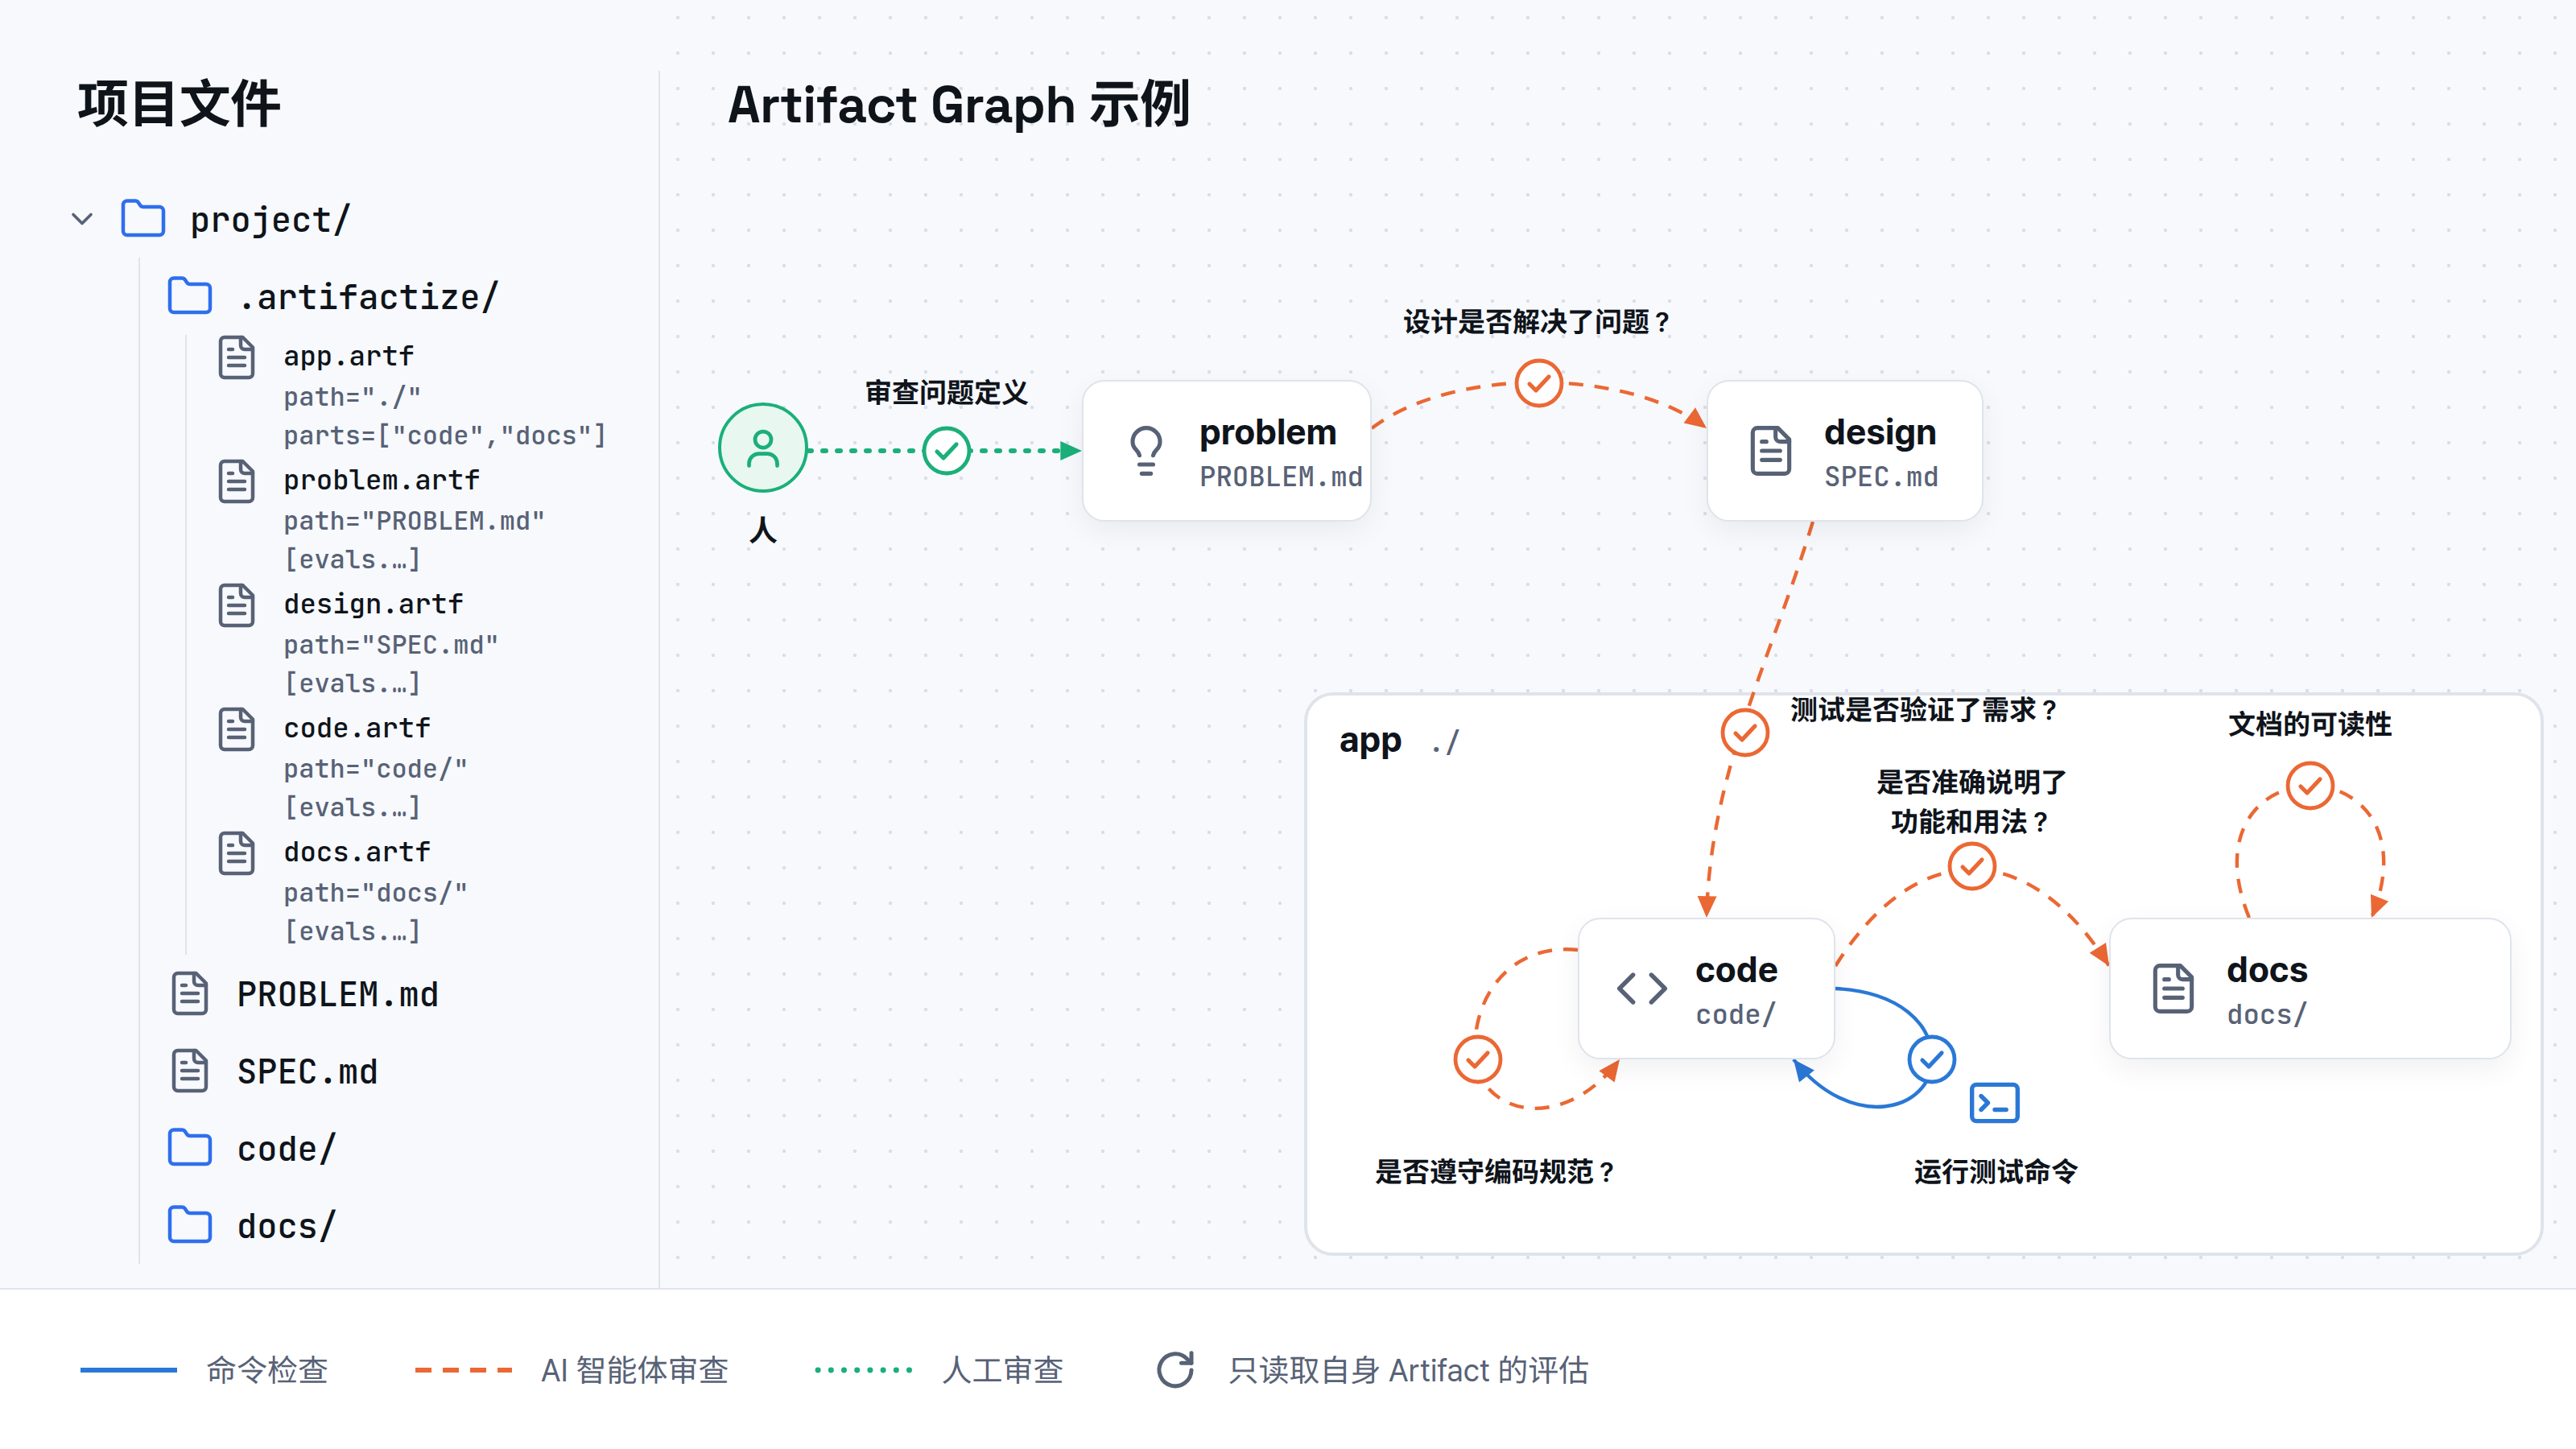 项目文件
project/
.artifactize/
app.artf
path="./"
parts=["code","docs"]
problem.artf
path="PROBLEM.md"
[evals.…]
design.artf
path="SPEC.md"
[evals.…]
code.artf
path="code/"
[evals.…]
docs.artf
path="docs/"
[evals.…]
PROBLEM.md
SPEC.md
code/
docs/
Artifact Graph 示例
设计是否解决了问题？
审查问题定义
人
problem
PROBLEM.md
design
SPEC.md
app ./
测试是否验证了需求？
文档的可读性
是否准确说明了
功能和用法？
code
code/
docs
docs/
是否遵守编码规范？
运行测试命令
命令检查
AI 智能体审查
人工审查
只读取自身 Artifact 的评估